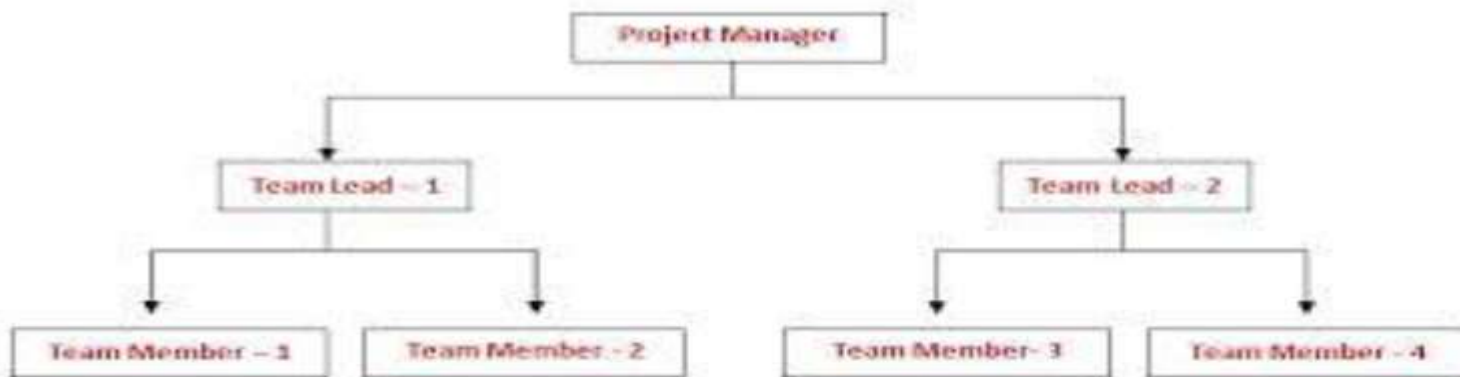 Project Manager
Team Lead – 1
Team Lead – 2
Team Member – 1
Team Member - 2
Team Member- 3
Team Member - 4